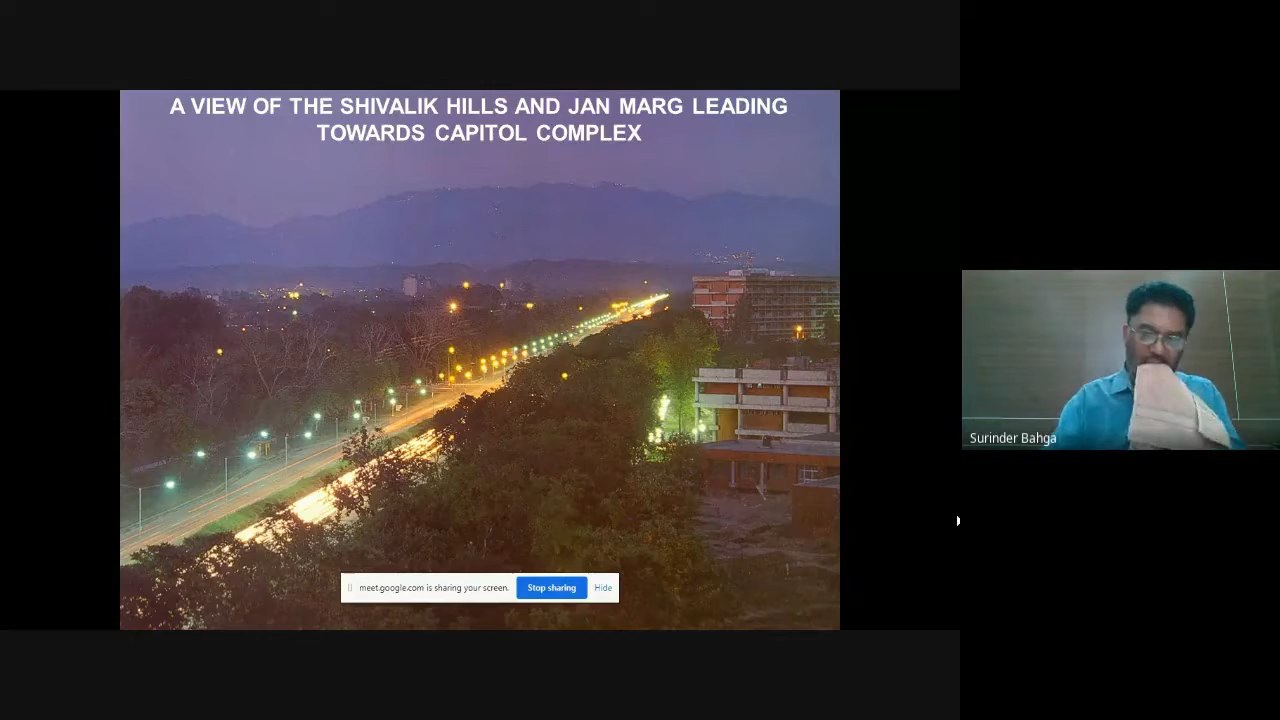 A VIEW OF THE SHIVALIK HILLS AND JAN MARG LEADING
TOWARDS CAPITOL COMPLEX
Surinder Bahga
meet.google.com is sharing your screen.
Stop sharing
Hide